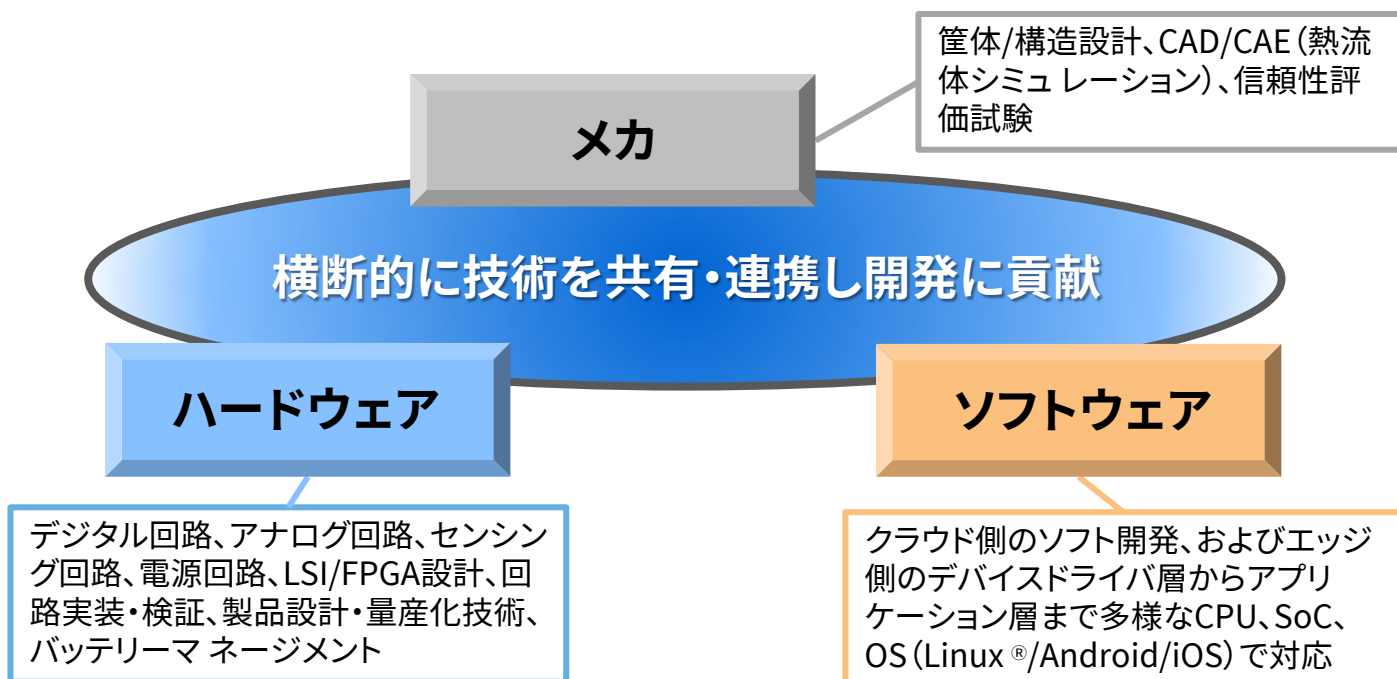 筐体/構造設計、CAD/CAE(熱流
体シミュ レーション)、信頼性評
価試験
メカ
横断的に技術を共有・連携し開発に貢献
ハードウェア
ソフトウェア
デジタル回路、アナログ回路、センシン
グ回路、電源回路、LSI/FPGA設計、回
路実装・検証、製品設計・量産化技術、
バッテリーマ ネージメント
クラウド側のソフト開発、およびエッジ
側のデバイスドライバ層からアプリ
ケーション層まで多様なCPU、SoC、
OS(Linux ®/Android/iOS)で対応